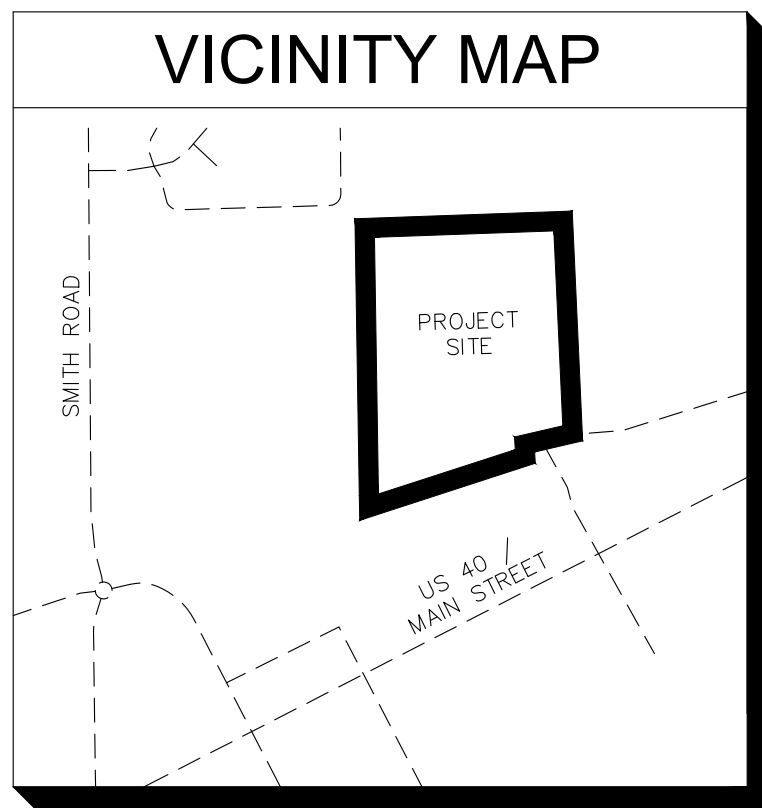 VICINITY MAP
SMITH ROAD
PROJECT
SITE
US 40 /
MAIN STREET